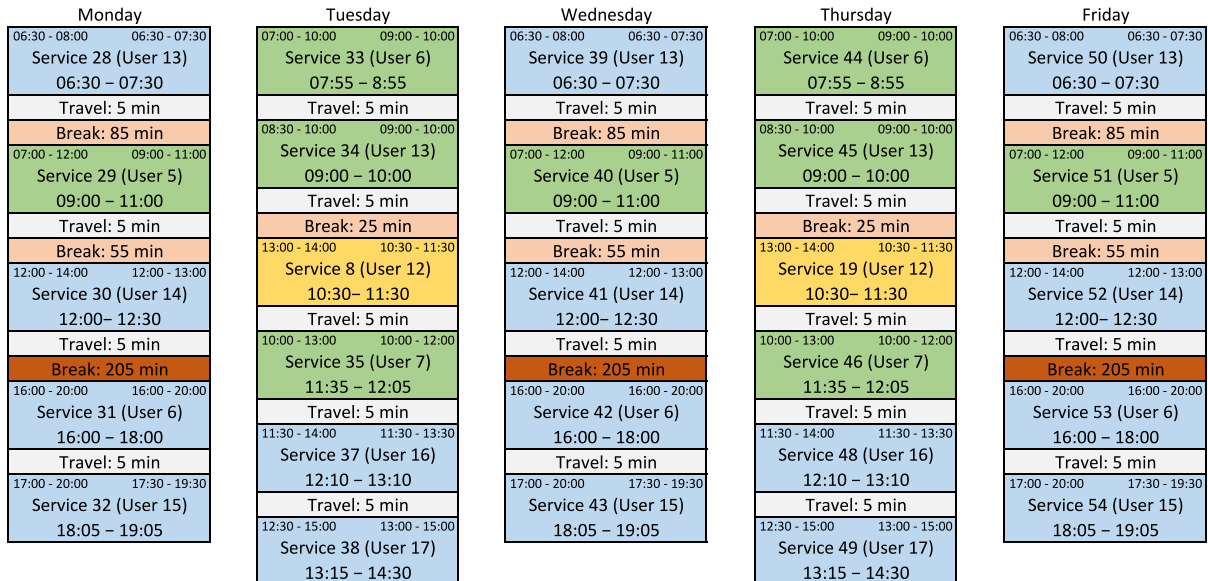 Monday
06:30 - 08:00 06:30 - 07:30
Service 28 (User 13)
06:30 – 07:30
Travel: 5 min
Break: 85 min
07:00 - 12:00 09:00 - 11:00
Service 29 (User 5)
09:00 – 11:00
Travel: 5 min
Break: 55 min
12:00 - 14:00 12:00 - 13:00
Service 30 (User 14)
12:00– 12:30
Travel: 5 min
Break: 205 min
16:00 - 20:00 16:00 - 20:00
Service 31 (User 6)
16:00 – 18:00
Travel: 5 min
17:00 - 20:00 17:30 - 19:30
Service 32 (User 15)
18:05 – 19:05
Tuesday
07:00 - 10:00 09:00 - 10:00
Service 33 (User 6)
07:55 – 8:55
Travel: 5 min
08:30 - 10:00 09:00 - 10:00
Service 34 (User 13)
09:00 – 10:00
Travel: 5 min
Break: 25 min
13:00 - 14:00 10:30 - 11:30
Service 8 (User 12)
10:30– 11:30
Travel: 5 min
10:00 - 13:00 10:00 - 12:00
Service 35 (User 7)
11:35 – 12:05
Travel: 5 min
11:30 - 14:00 11:30 - 13:30
Service 37 (User 16)
12:10 – 13:10
Travel: 5 min
12:30 - 15:00 13:00 - 15:00
Service 38 (User 17)
13:15 – 14:30
Wednesday
06:30 - 08:00 06:30 - 07:30
Service 39 (User 13)
06:30 – 07:30
Travel: 5 min
Break: 85 min
07:00 - 12:00 09:00 - 11:00
Service 40 (User 5)
09:00 – 11:00
Travel: 5 min
Break: 55 min
12:00 - 14:00 12:00 - 13:00
Service 41 (User 14)
12:00– 12:30
Travel: 5 min
Break: 205 min
16:00 - 20:00 16:00 - 20:00
Service 42 (User 6)
16:00 – 18:00
Travel: 5 min
17:00 - 20:00 17:30 - 19:30
Service 43 (User 15)
18:05 – 19:05
Thursday
07:00 - 10:00 09:00 - 10:00
Service 44 (User 6)
07:55 – 8:55
Travel: 5 min
08:30 - 10:00 09:00 - 10:00
Service 45 (User 13)
09:00 – 10:00
Travel: 5 min
Break: 25 min
13:00 - 14:00 10:30 - 11:30
Service 19 (User 12)
10:30– 11:30
Travel: 5 min
10:00 - 13:00 10:00 - 12:00
Service 46 (User 7)
11:35 – 12:05
Travel: 5 min
11:30 - 14:00 11:30 - 13:30
Service 48 (User 16)
12:10 – 13:10
Travel: 5 min
12:30 - 15:00 13:00 - 15:00
Service 49 (User 17)
13:15 – 14:30
Friday
06:30 - 08:00 06:30 - 07:30
Service 50 (User 13)
06:30 – 07:30
Travel: 5 min
Break: 85 min
07:00 - 12:00 09:00 - 11:00
Service 51 (User 5)
09:00 – 11:00
Travel: 5 min
Break: 55 min
12:00 - 14:00 12:00 - 13:00
Service 52 (User 14)
12:00– 12:30
Travel: 5 min
Break: 205 min
16:00 - 20:00 16:00 - 20:00
Service 53 (User 6)
16:00 – 18:00
Travel: 5 min
17:00 - 20:00 17:30 - 19:30
Service 54 (User 15)
18:05 – 19:05